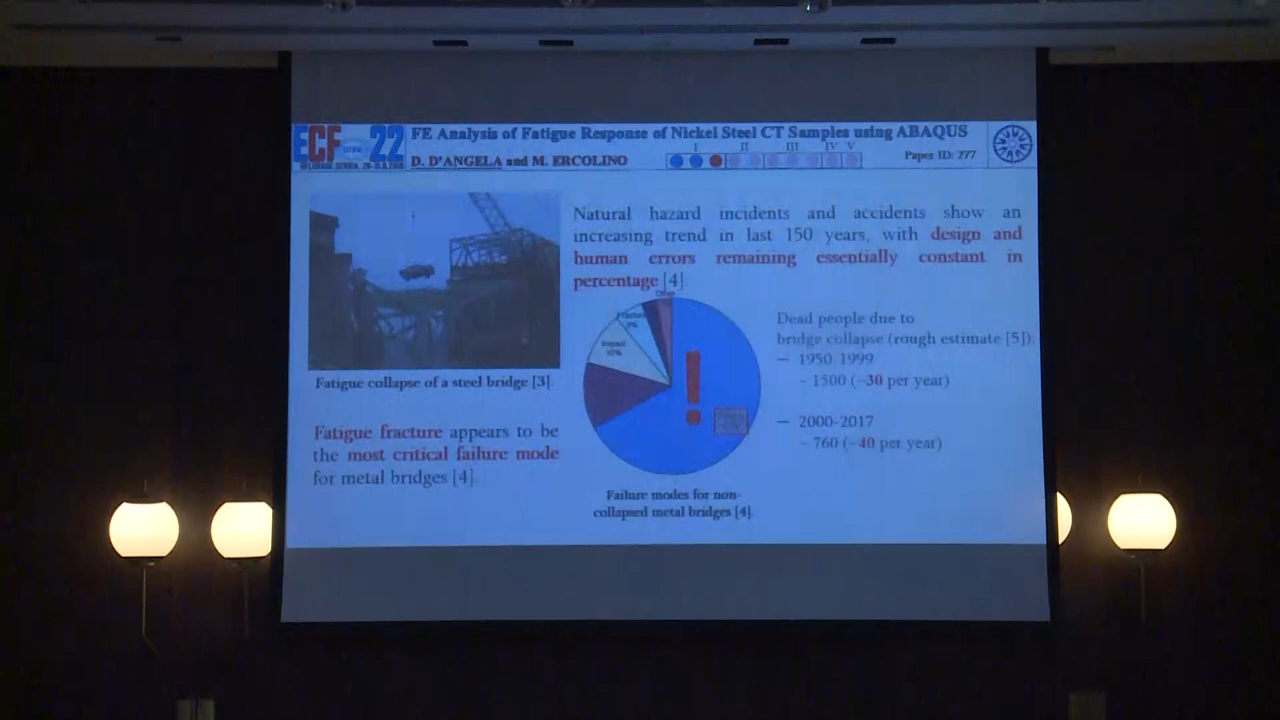 ECF 22
FE Analysis of Fatigue Response of Nickel Steel CT Samples using ABAQUS
D. D'ANGELA and M. ERCOLINO
I II III IV V
Paper ID: 277
Natural hazard incidents and accidents show an
increasing trend in last 150 years, with design and
human errors remaining essentially constant in
percentage [4].
Fatigue collapse of a steel bridge [3].
Fatigue fracture appears to be
the most critical failure mode
for metal bridges [4].
Other
Fracture
Impact
!
Failure modes for non-
collapsed metal bridges [4].
Dead people due to
bridge collapse (rough estimate [5])
– 1950-1999
~ 1500 (~30 per year)
– 2000-2017
~ 760 (~40 per year)